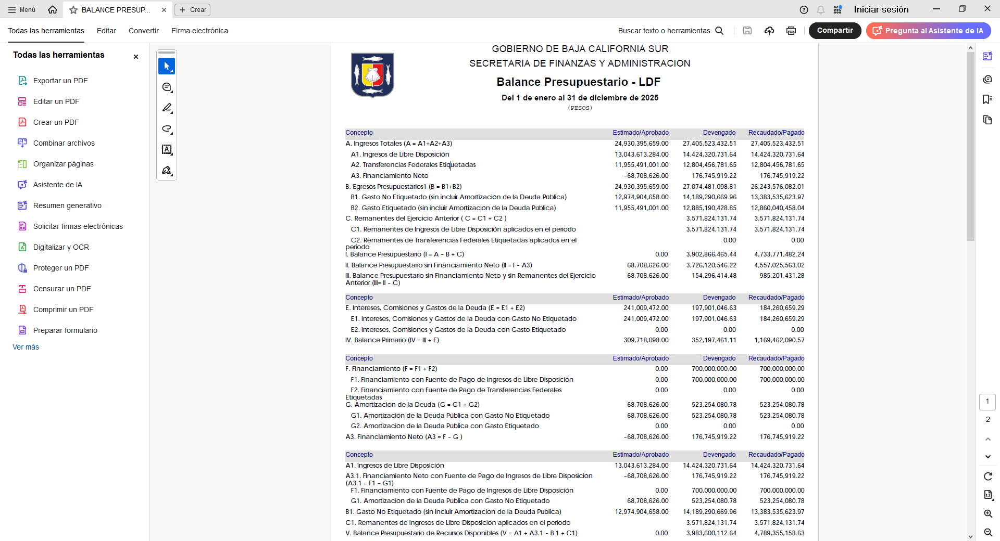 Menú
BALANCE PRESUP...
Crear
Iniciar sesión
Todas las herramientas
Editar
Convertir
Firma electrónica
Buscar texto o herramientas
Compartir
Pregunta al Asistente de IA
Todas las herramientas
Exportar un PDF
Editar un PDF
Crear un PDF
Combinar archivos
Organizar páginas
Asistente de IA
Resumen generativo
Solicitar firmas electrónicas
Digitalizar y OCR
Proteger un PDF
Censurar un PDF
Comprimir un PDF
Preparar formulario
Ver más
GOBIERNO DE BAJA CALIFORNIA SUR
SECRETARIA DE FINANZAS Y ADMINISTRACION
Balance Presupuestario - LDF
Del 1 de enero al 31 de diciembre de 2025
(PESOS)
Concepto Estimado/Aprobado Devengado Recaudado/Pagado
A. Ingresos Totales (A = A1+A2+A3) 24,930,395,659.00 27,405,523,432.51 27,405,523,432.51
A1. Ingresos de Libre Disposición 13,043,613,284.00 14,424,320,731.64 14,424,320,731.64
A2. Transferencias Federales Etiquetadas 11,955,491,001.00 12,804,456,781.65 12,804,456,781.65
A3. Financiamiento Neto -68,708,626.00 176,745,919.22 176,745,919.22
B. Egresos Presupuestarios1 (B = B1+B2) 24,930,395,659.00 27,074,481,098.81 26,243,576,082.01
B1. Gasto No Etiquetado (sin incluir Amortización de la Deuda Pública) 12,974,904,658.00 14,189,290,669.96 13,383,535,623.97
B2. Gasto Etiquetado (sin incluir Amortización de la Deuda Pública) 11,955,491,001.00 12,885,190,428.85 12,860,040,458.04
C. Remanentes del Ejercicio Anterior ( C = C1 + C2 ) 3,571,824,131.74 3,571,824,131.74
C1. Remanentes de Ingresos de Libre Disposición aplicados en el periodo 3,571,824,131.74 3,571,824,131.74
C2. Remanentes de Transferencias Federales Etiquetadas aplicados en el 0.00 0.00
periodo
I. Balance Presupuestario (I = A - B + C) 0.00 3,902,866,465.44 4,733,771,482.24
II. Balance Presupuestario sin Financiamiento Neto (II = I - A3) 68,708,626.00 3,726,120,546.22 4,557,025,563.02
III. Balance Presupuestario sin Financiamiento Neto y sin Remanentes del Ejercicio 68,708,626.00 154,296,414.48 985,201,431.28
Anterior (III= II - C)
Concepto Estimado/Aprobado Devengado Recaudado/Pagado
E. Intereses, Comisiones y Gastos de la Deuda (E = E1 + E2) 241,009,472.00 197,901,046.63 184,260,659.29
E1. Intereses, Comisiones y Gastos de la Deuda con Gasto No Etiquetado 241,009,472.00 197,901,046.63 184,260,659.29
E2. Intereses, Comisiones y Gastos de la Deuda con Gasto Etiquetado 0.00 0.00 0.00
IV. Balance Primario (IV = III + E) 309,718,098.00 352,197,461.11 1,169,462,090.57
Concepto Estimado/Aprobado Devengado Recaudado/Pagado
F. Financiamiento (F = F1 + F2) 0.00 700,000,000.00 700,000,000.00
F1. Financiamiento con Fuente de Pago de Ingresos de Libre Disposición 0.00 700,000,000.00 700,000,000.00
F2. Financiamiento con Fuente de Pago de Transferencias Federales 0.00 0.00 0.00
Etiquetadas
G. Amortización de la Deuda (G = G1 + G2) 68,708,626.00 523,254,080.78 523,254,080.78
G1. Amortización de la Deuda Pública con Gasto No Etiquetado 68,708,626.00 523,254,080.78 523,254,080.78
G2. Amortización de la Deuda Pública con Gasto Etiquetado 0.00 0.00 0.00
A3. Financiamiento Neto (A3 = F - G ) -68,708,626.00 176,745,919.22 176,745,919.22
Concepto Estimado/Aprobado Devengado Recaudado/Pagado
A1. Ingresos de Libre Disposición 13,043,613,284.00 14,424,320,731.64 14,424,320,731.64
A3.1. Financiamiento Neto con Fuente de Pago de Ingresos de Libre Disposición -68,708,626.00 176,745,919.22 176,745,919.22
(A3.1 = F1 - G1)
F1. Financiamiento con Fuente de Pago de Ingresos de Libre Disposición 0.00 700,000,000.00 700,000,000.00
G1. Amortización de la Deuda Pública con Gasto No Etiquetado 68,708,626.00 523,254,080.78 523,254,080.78
B1. Gasto No Etiquetado (sin incluir Amortización de la Deuda Pública) 12,974,904,658.00 14,189,290,669.96 13,383,535,623.97
C1. Remanentes de Ingresos de Libre Disposición aplicados en el periodo 3,571,824,131.74 3,571,824,131.74
V. Balance Presupuestario de Recursos Disponibles (V = A1 + A3.1 - B 1 + C1) 0.00 3,983,600,112.64 4,789,355,158.63
1
2